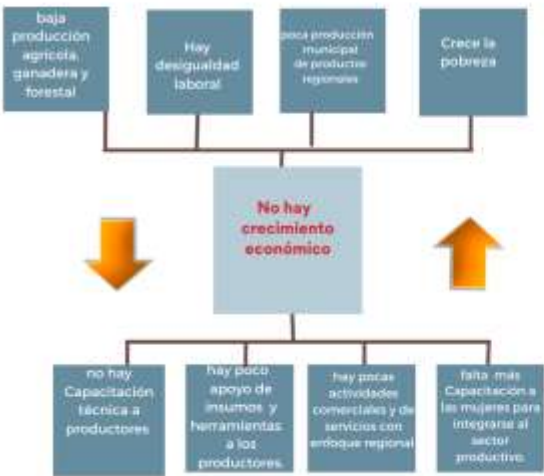 baja
producción
agrícola,
ganadera y
forestal
Hay
desigualdad
laboral
poca producción
municipal
de productos
regionales
Crece la
pobreza
No hay
crecimiento
económico
no hay
Capacitación
técnica a
productores
hay poco
apoyo de
insumos y
herramientas
a los
productores.
hay pocas
actividades
comerciales y de
servicios con
enfoque regional
falta más
Capacitación a
las mujeres para
integrarse al
sector
productivo.